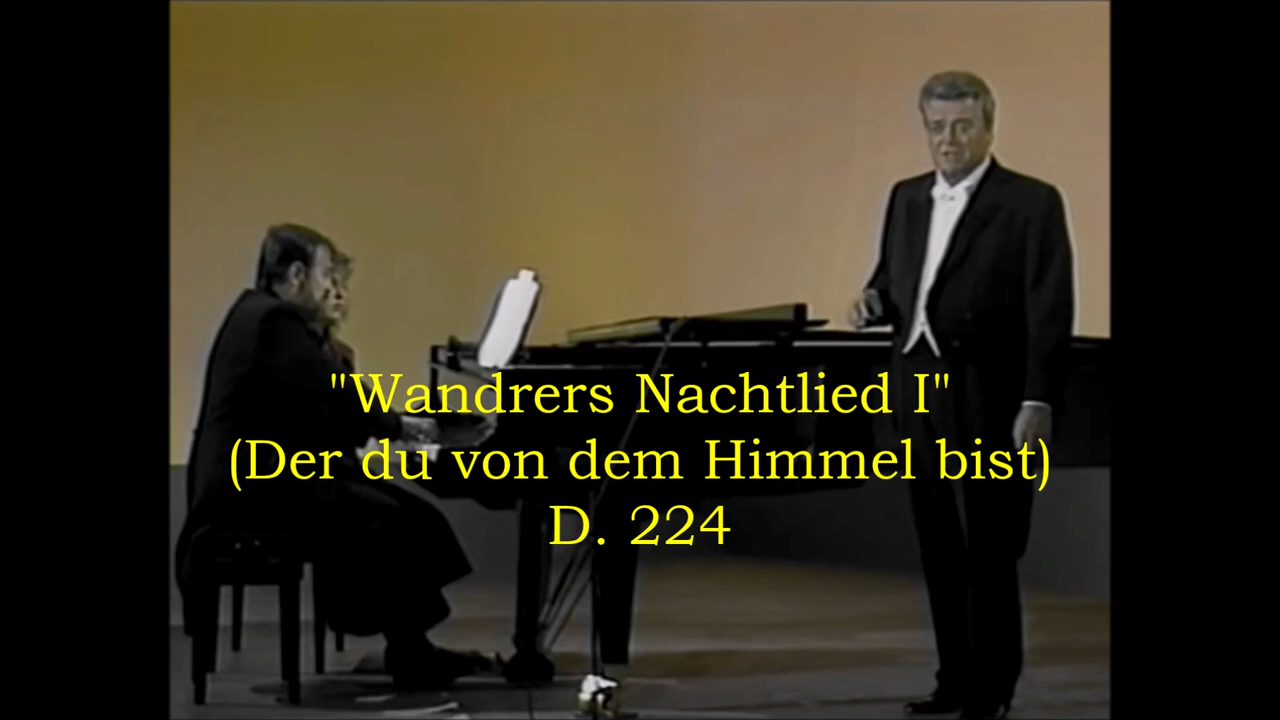 "Wandrers Nachtlied I"
(Der du von dem Himmel bist)
D. 224